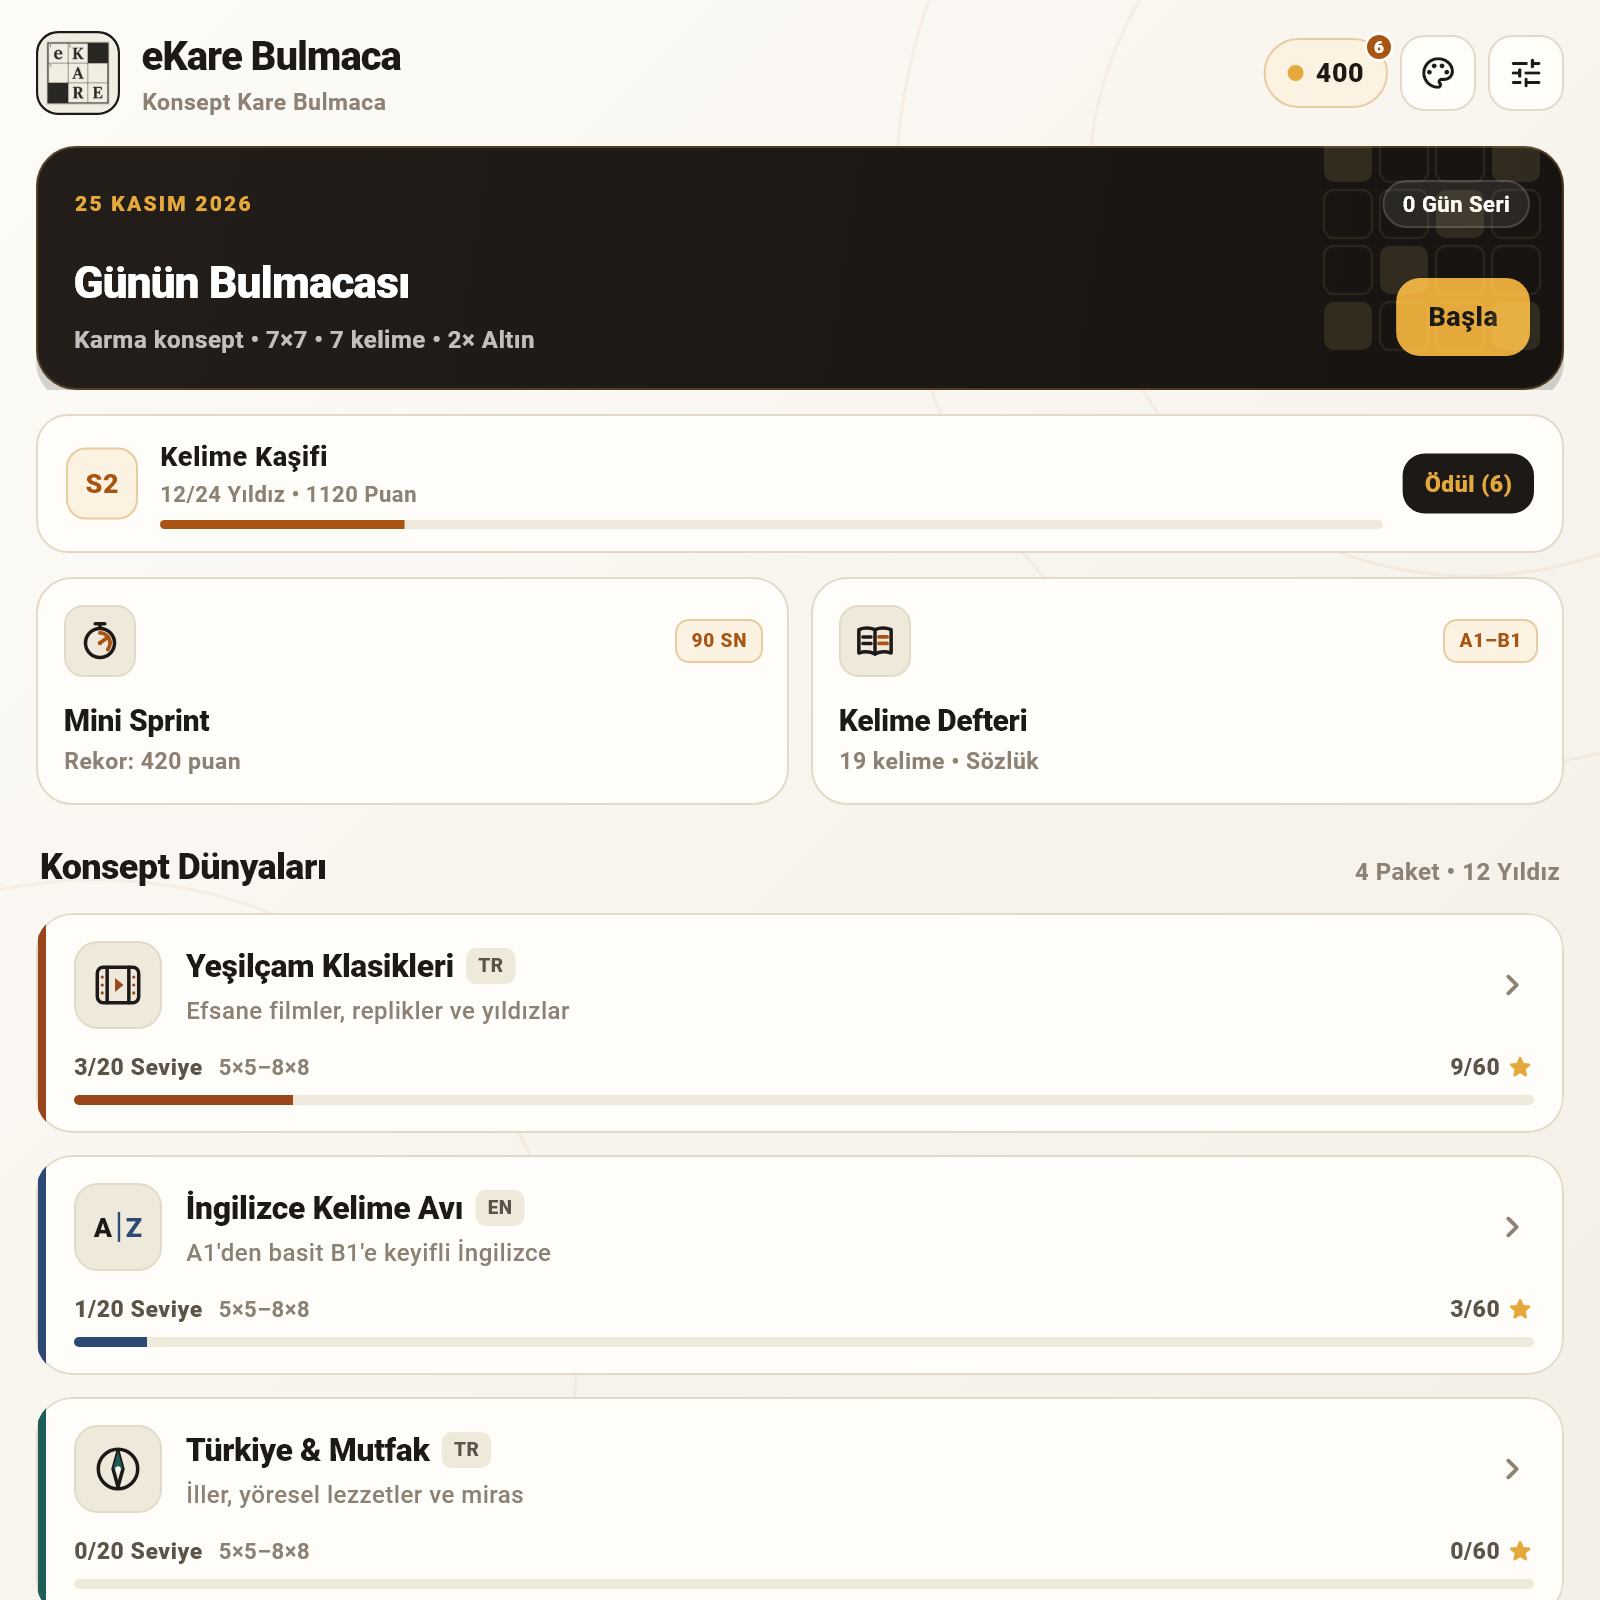 e K
A
R E
eKare Bulmaca
Konsept Kare Bulmaca
400
6
25 KASIM 2026
0 Gün Seri
Günün Bulmacası
Karma konsept • 7×7 • 7 kelime • 2× Altın
Başla
S2
Kelime Kaşifi
12/24 Yıldız • 1120 Puan
Ödül (6)
90 SN
Mini Sprint
Rekor: 420 puan
A1–B1
Kelime Defteri
19 kelime • Sözlük
Konsept Dünyaları
4 Paket • 12 Yıldız
Yeşilçam Klasikleri TR
Efsane filmler, replikler ve yıldızlar
3/20 Seviye 5×5–8×8
9/60
A|Z
İngilizce Kelime Avı EN
A1'den basit B1'e keyifli İngilizce
1/20 Seviye 5×5–8×8
3/60
Türkiye & Mutfak TR
İller, yöresel lezzetler ve miras
0/20 Seviye 5×5–8×8
0/60